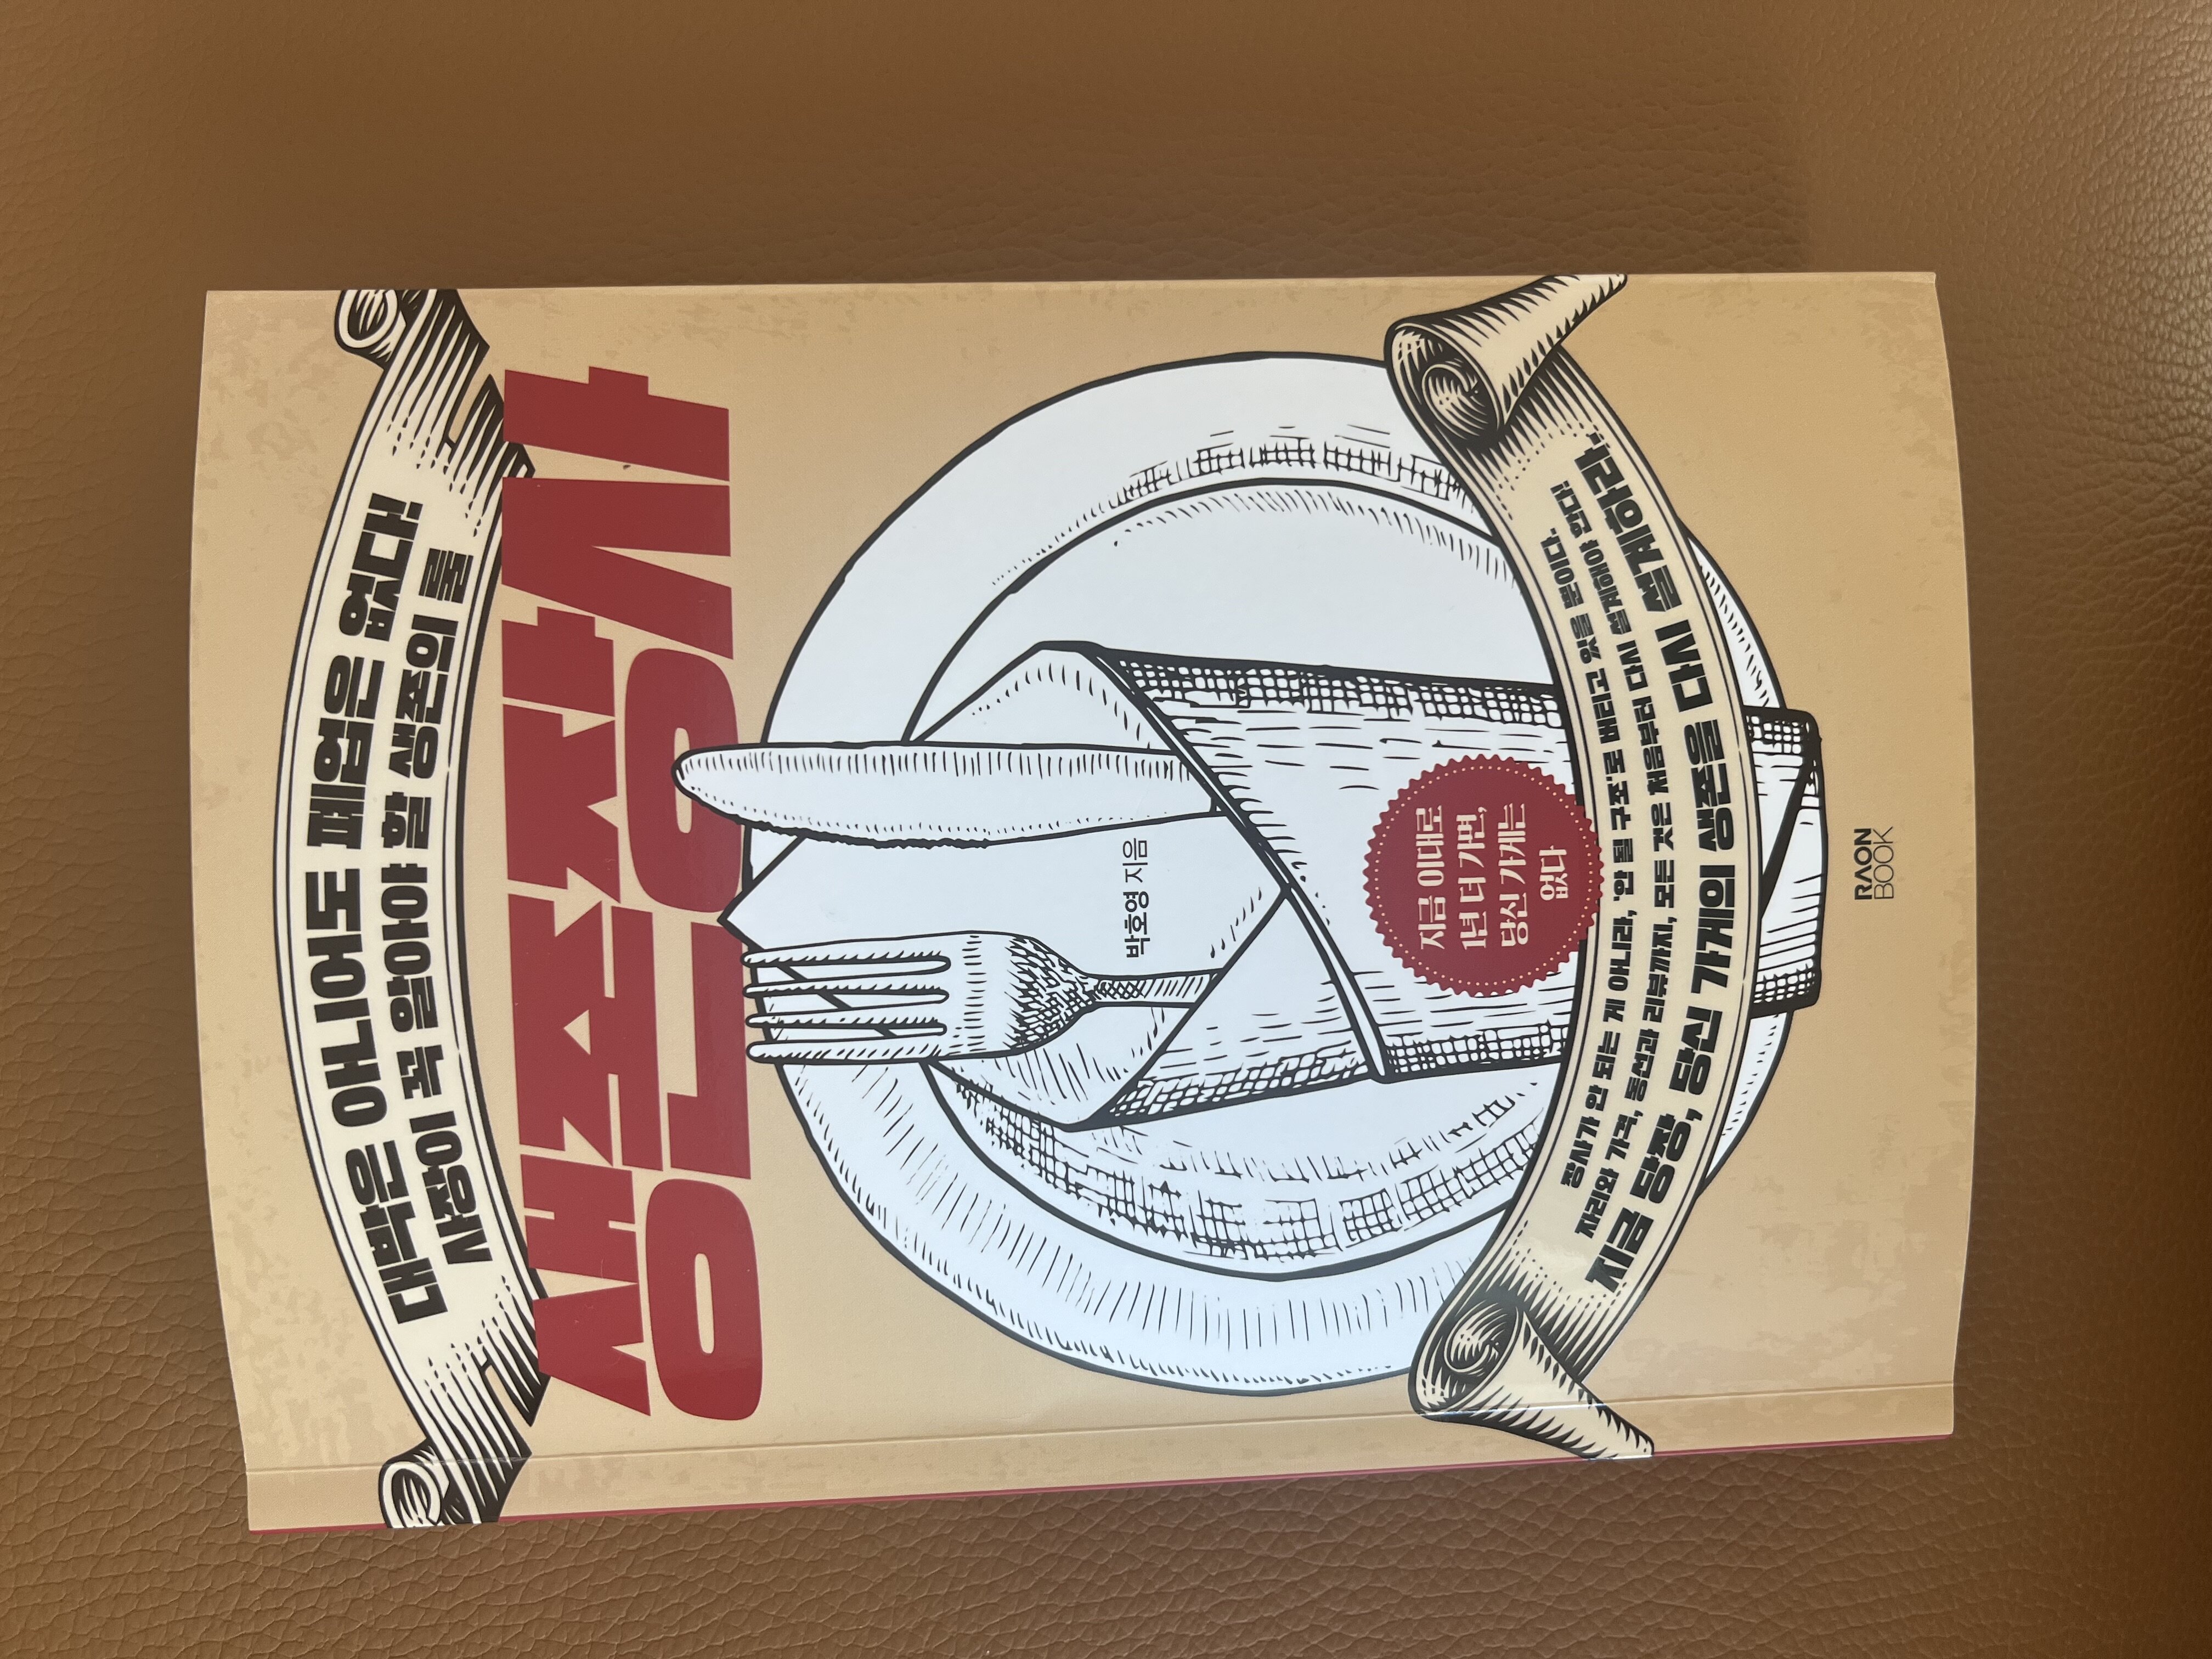 대박은 아니어도 폐업은 없다!
사장이 꼭 알아야 할 생존의 룰
생존장사
박호영 지음
지금 이대로
1년 더 가면,
당신 가게는
없다
장사가 안 되는 게 아니라, '안 될 구조'로 버티고 있을 뿐이다.
자리와 가격, 동선과 리뷰까지, 모든 것은 처음부터 다시 설계해야 한다!
지금 당장, 당신 가게의 생존을 다시 설계하라.
RAON
BOOK